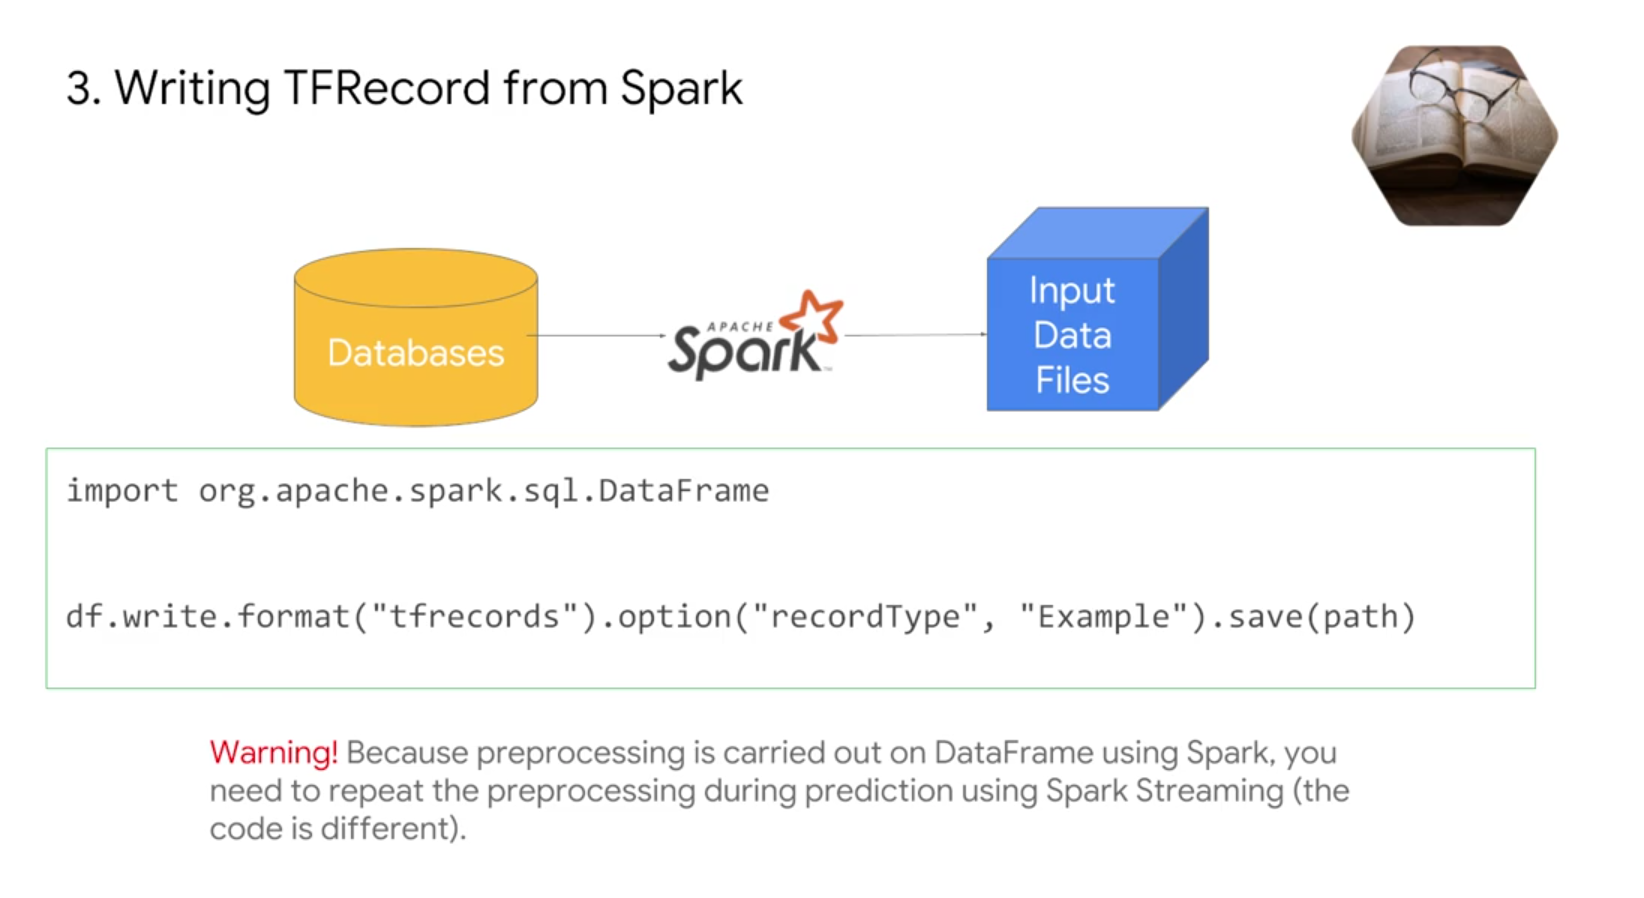 3. Writing TFRecord from Spark
Databases
APACHE
Spark™
Input
Data
Files
import org.apache.spark.sql.DataFrame
df.write.format("tfrecords").option("recordType", "Example").save(path)
Warning! Because preprocessing is carried out on DataFrame using Spark, you
need to repeat the preprocessing during prediction using Spark Streaming (the
code is different).